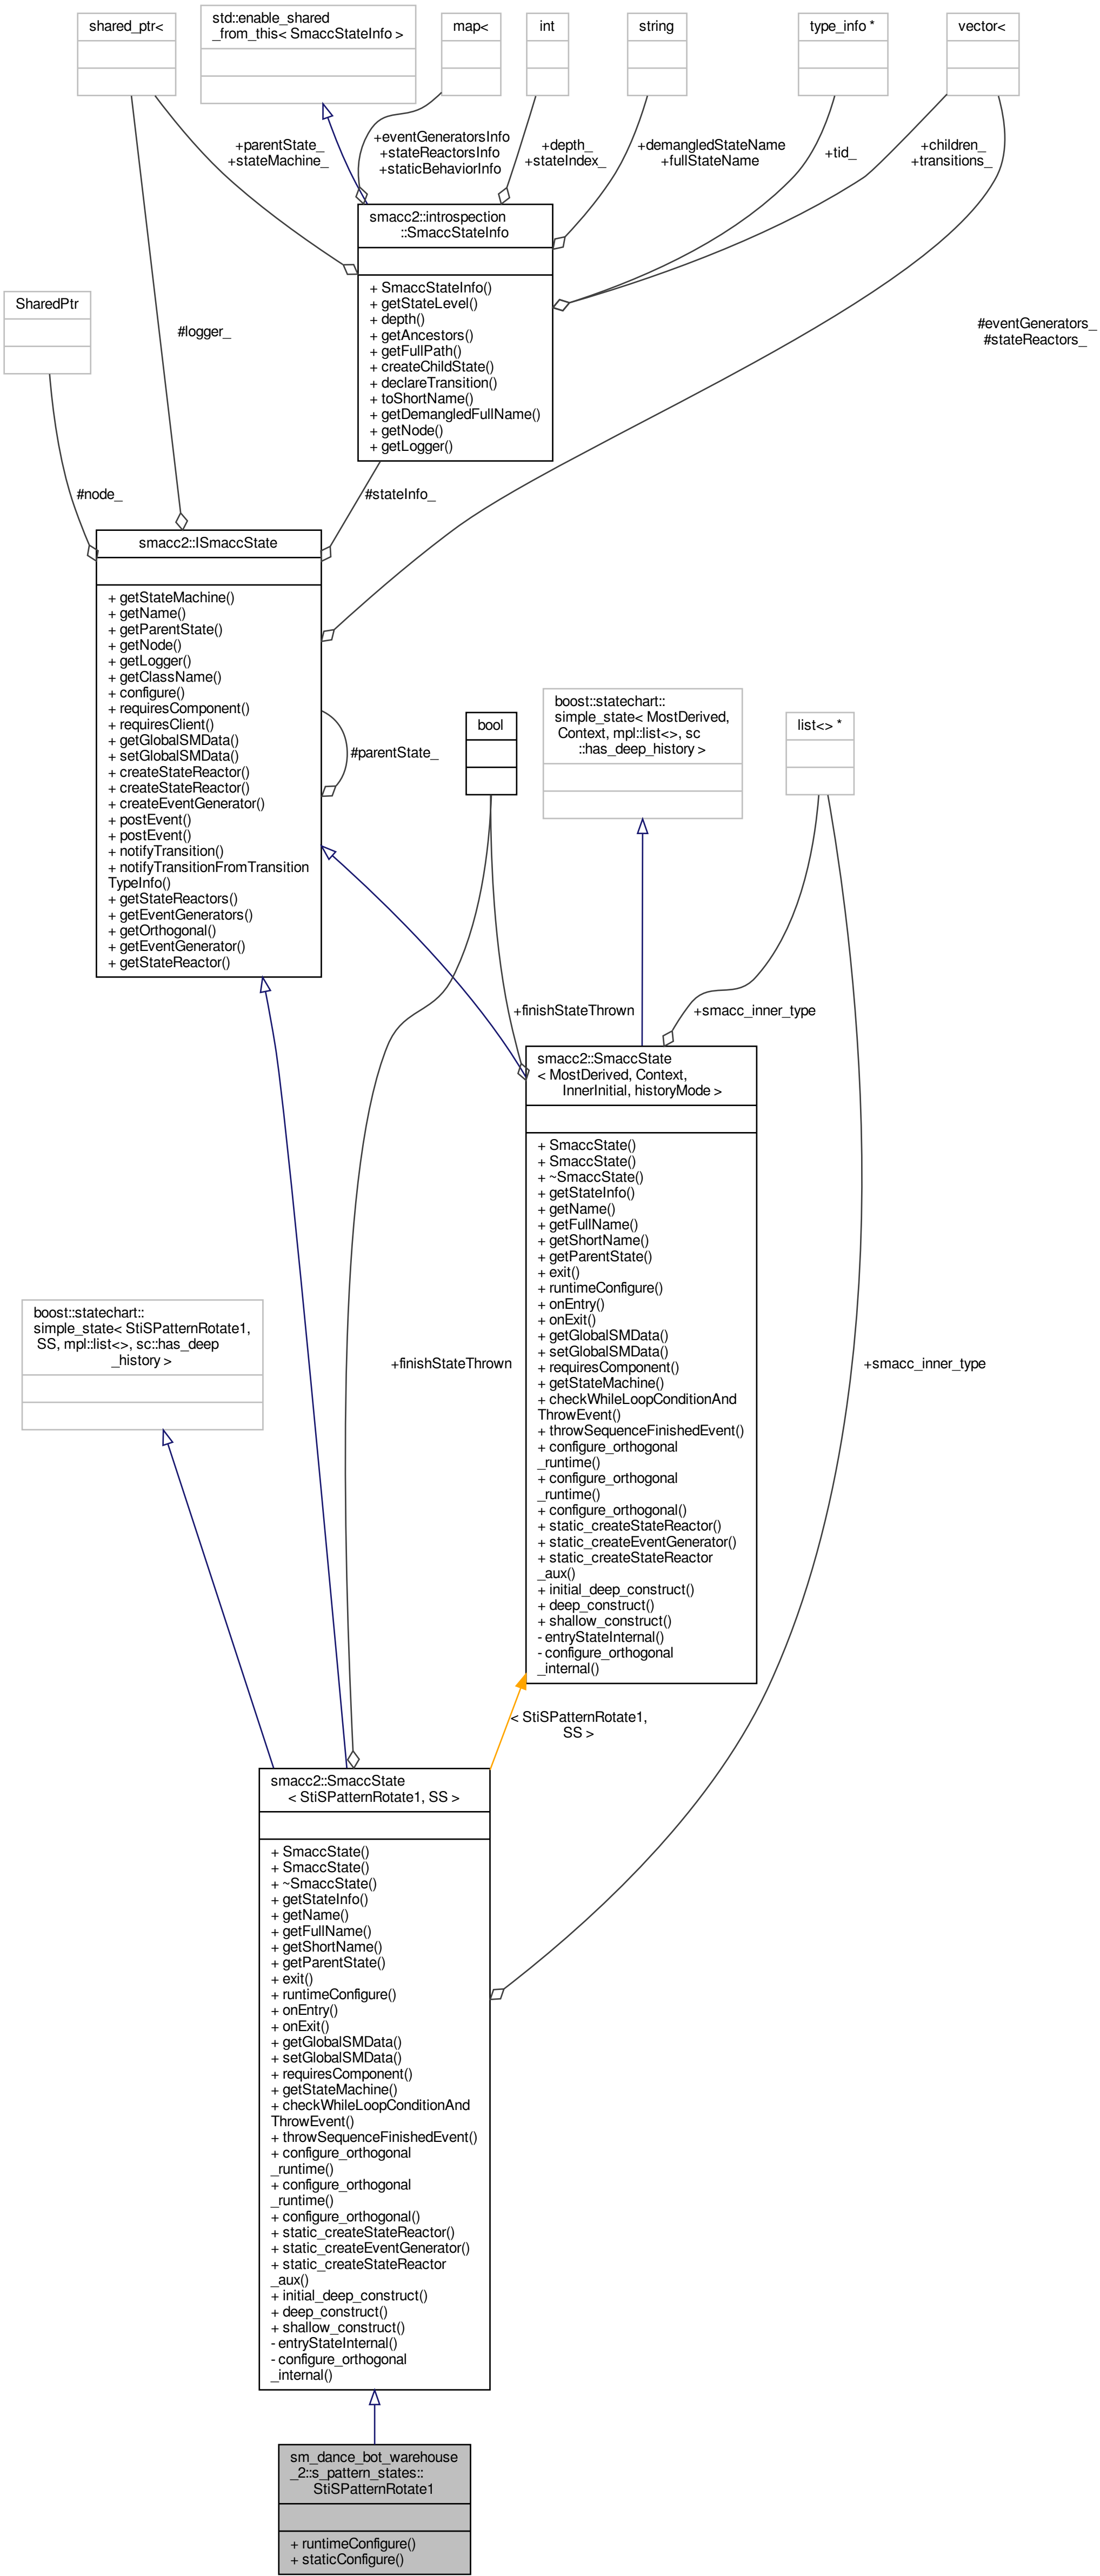 shared_ptr<
std::enable_shared
_from_this< SmaccStateInfo >
map<
int
string
type_info *
vector<
+parentState_
+stateMachine_
+eventGeneratorsInfo
+stateReactorsInfo
+staticBehaviorInfo
+depth_
+stateIndex_
+demangledStateName
+fullStateName
+tid_
+children_
+transitions_
smacc2::introspection
::SmaccStateInfo
+ SmaccStateInfo()
+ getStateLevel()
+ depth()
+ getAncestors()
+ getFullPath()
+ createChildState()
+ declareTransition()
+ toShortName()
+ getDemangledFullName()
+ getNode()
+ getLogger()
SharedPtr
#logger_
#eventGenerators_
#stateReactors_
#node_
#stateInfo_
smacc2::ISmaccState
+ getStateMachine()
+ getName()
+ getParentState()
+ getNode()
+ getLogger()
+ getClassName()
+ configure()
+ requiresComponent()
+ requiresClient()
+ getGlobalSMData()
+ setGlobalSMData()
+ createStateReactor()
+ createStateReactor()
+ createEventGenerator()
+ postEvent()
+ postEvent()
+ notifyTransition()
+ notifyTransitionFromTransition
TypeInfo()
+ getStateReactors()
+ getEventGenerators()
+ getOrthogonal()
+ getEventGenerator()
+ getStateReactor()
#parentState_
bool
boost::statechart::
simple_state< MostDerived,
Context, mpl::list<>, sc
::has_deep_history >
list<> *
+finishStateThrown
+smacc_inner_type
smacc2::SmaccState
< MostDerived, Context,
InnerInitial, historyMode >
+ SmaccState()
+ SmaccState()
+ ~SmaccState()
+ getStateInfo()
+ getName()
+ getFullName()
+ getShortName()
+ getParentState()
+ exit()
+ runtimeConfigure()
+ onEntry()
+ onExit()
+ getGlobalSMData()
+ setGlobalSMData()
+ requiresComponent()
+ getStateMachine()
+ checkWhileLoopConditionAnd
ThrowEvent()
+ throwSequenceFinishedEvent()
+ configure_orthogonal
_runtime()
+ configure_orthogonal
_runtime()
+ configure_orthogonal()
+ static_createStateReactor()
+ static_createEventGenerator()
+ static_createStateReactor
_aux()
+ initial_deep_construct()
+ deep_construct()
+ shallow_construct()
- entryStateInternal()
- configure_orthogonal
_internal()
boost::statechart::
simple_state< StiSPatternRotate1,
SS, mpl::list<>, sc::has_deep
_history >
+finishStateThrown
+smacc_inner_type
< StiSPatternRotate1,
SS >
smacc2::SmaccState
< StiSPatternRotate1, SS >
+ SmaccState()
+ SmaccState()
+ ~SmaccState()
+ getStateInfo()
+ getName()
+ getFullName()
+ getShortName()
+ getParentState()
+ exit()
+ runtimeConfigure()
+ onEntry()
+ onExit()
+ getGlobalSMData()
+ setGlobalSMData()
+ requiresComponent()
+ getStateMachine()
+ checkWhileLoopConditionAnd
ThrowEvent()
+ throwSequenceFinishedEvent()
+ configure_orthogonal
_runtime()
+ configure_orthogonal
_runtime()
+ configure_orthogonal()
+ static_createStateReactor()
+ static_createEventGenerator()
+ static_createStateReactor
_aux()
+ initial_deep_construct()
+ deep_construct()
+ shallow_construct()
- entryStateInternal()
- configure_orthogonal
_internal()
sm_dance_bot_warehouse
_2::s_pattern_states::
StiSPatternRotate1
+ runtimeConfigure()
+ staticConfigure()